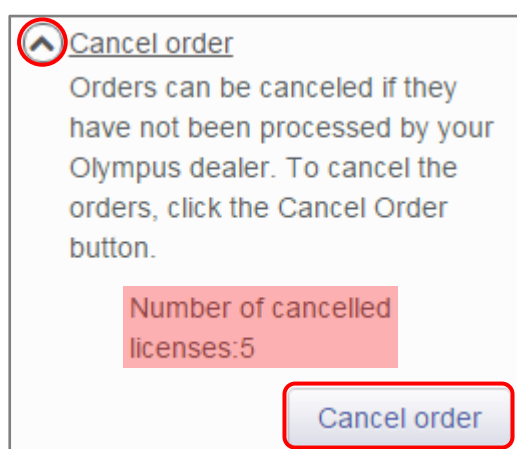 Cancel order
Orders can be canceled if they
have not been processed by your
Olympus dealer. To cancel the
orders, click the Cancel Order
button.
Number of cancelled
licenses:5
Cancel order